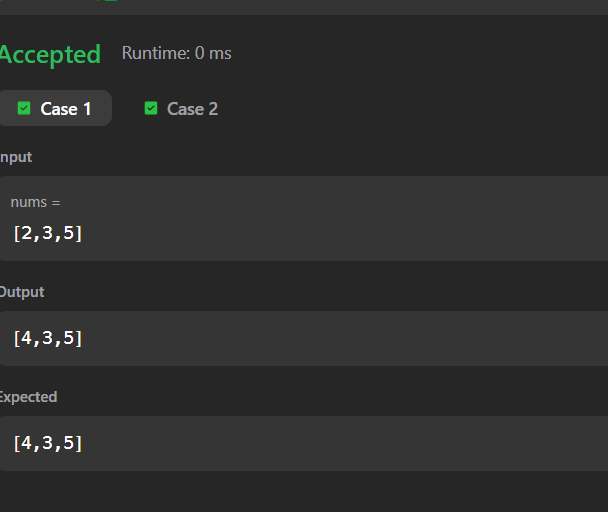 Accepted Runtime: 0 ms
Case 1 Case 2
nput
nums =
[2,3,5]
Output
[4,3,5]
Expected
[4,3,5]